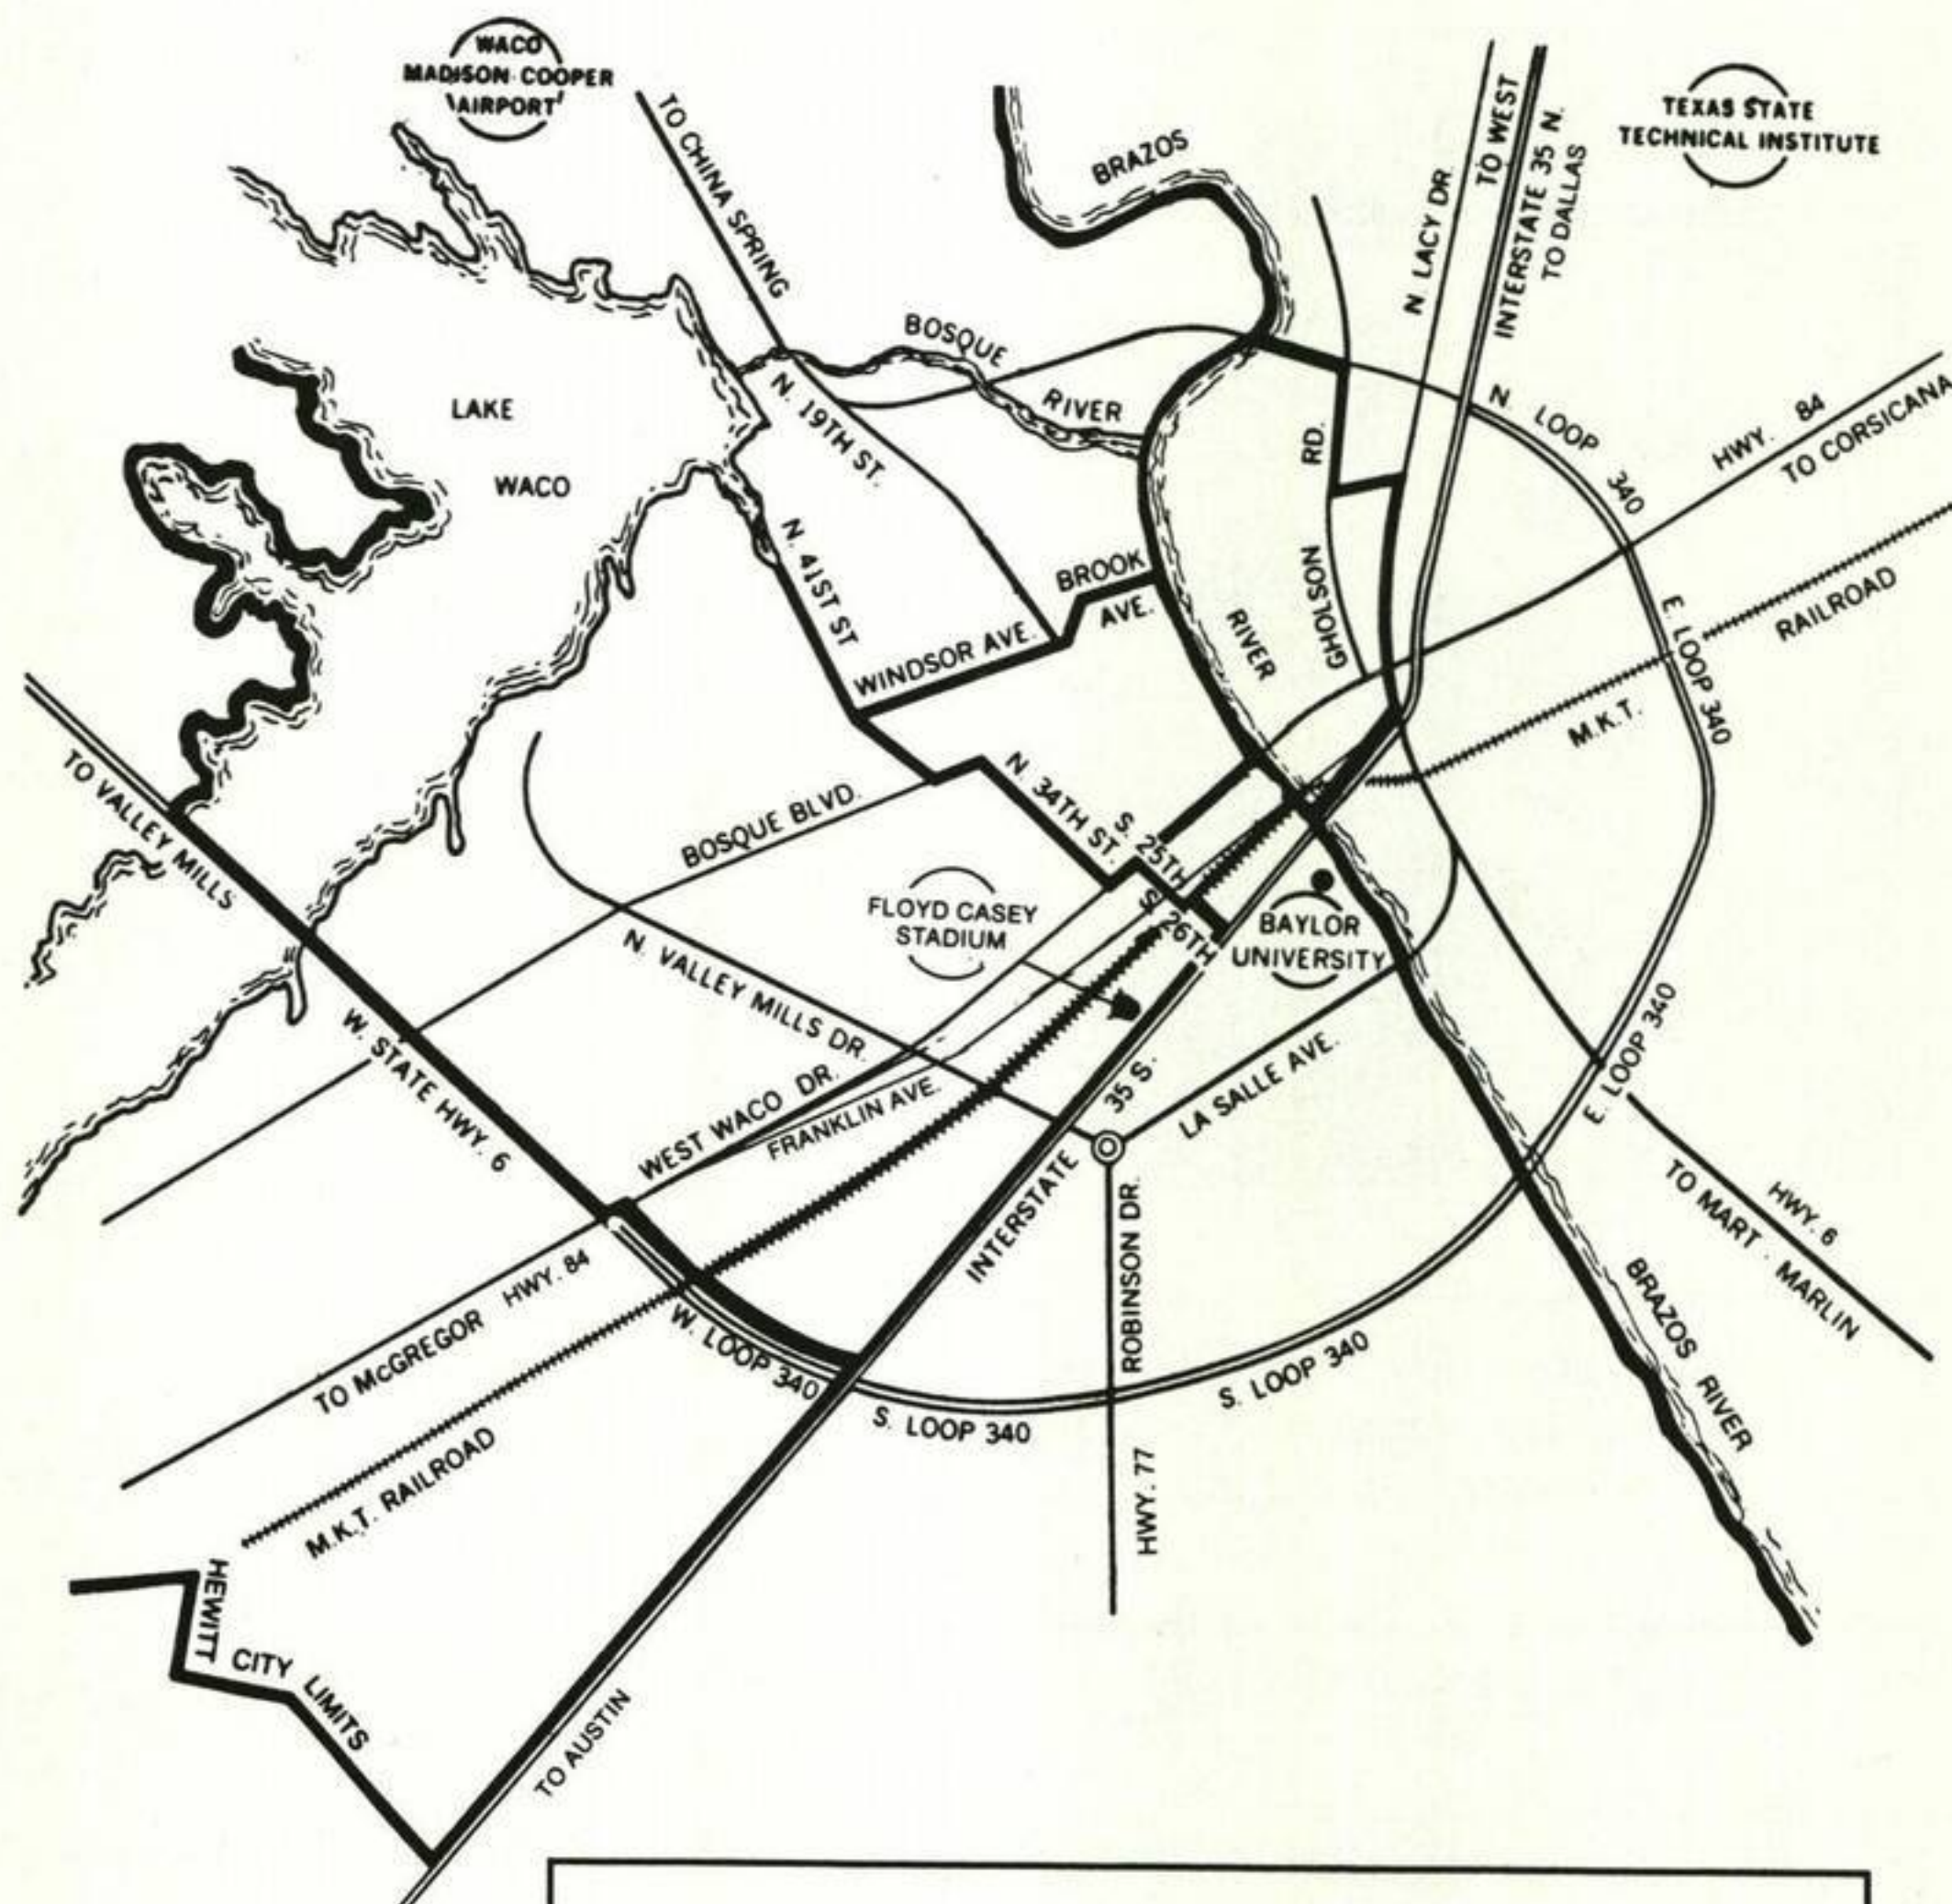 WACO
MADISON-COOPER
AIRPORT
TEXAS STATE
TECHNICAL INSTITUTE
TO CHINA SPRING
BRAZOS
N LACY DR.
TO WEST
INTERSTATE 35 N.
TO DALLAS
BOSQUE
RIVER
LAKE
WACO
N. 19TH ST.
RD.
GHOLSON
N LOOP 340
HWY. 84
TO CORSICANA
N. 41ST ST
BROOK
AVE.
WINDSOR AVE.
RIVER
E. LOOP 340
RAILROAD
M.K.T.
TO VALLEY MILLS
BOSQUE BLVD.
N. 34TH ST.
S. 25TH
S. 26TH
FLOYD CASEY
STADIUM
BAYLOR
UNIVERSITY
N. VALLEY MILLS DR.
W. STATE HWY. 6
WEST WACO DR.
FRANKLIN AVE.
INTERSTATE 35 S.
LA SALLE AVE.
E. LOOP 340
ROBINSON DR.
HWY. 6
TO MART - MARLIN
TO McGREGOR HWY. 84
W. LOOP 340
S. LOOP 340
S. LOOP 340
BRAZOS RIVER
M.K.T. RAILROAD
HWY. 77
HEWITT
CITY
LIMITS
TO AUSTIN